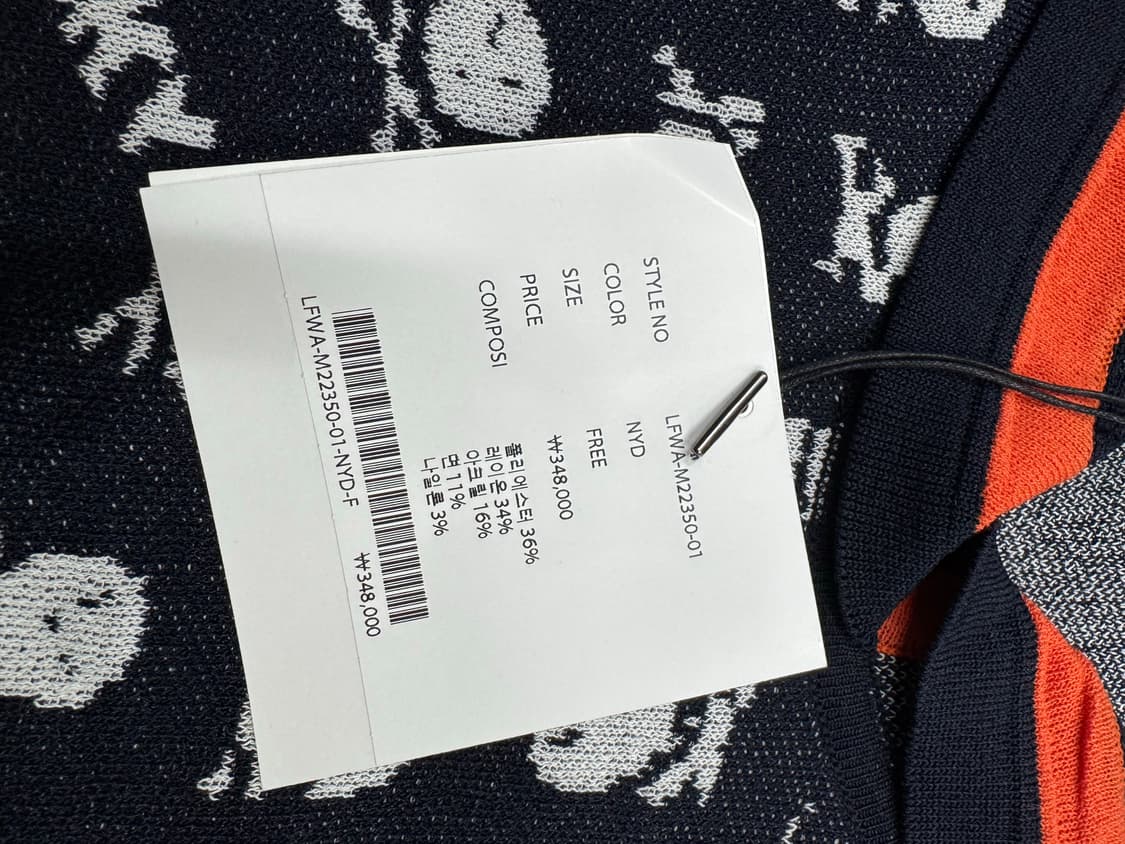 STYLE NO LFWA-M22350-01
COLOR NYD
SIZE FREE
PRICE ₩348,000
COMPOSI 폴리에스터 36%
레이온 34%
아크릴 16%
면 11%
나일론 3%
LFWA-M22350-01-NYD-F ₩348,000